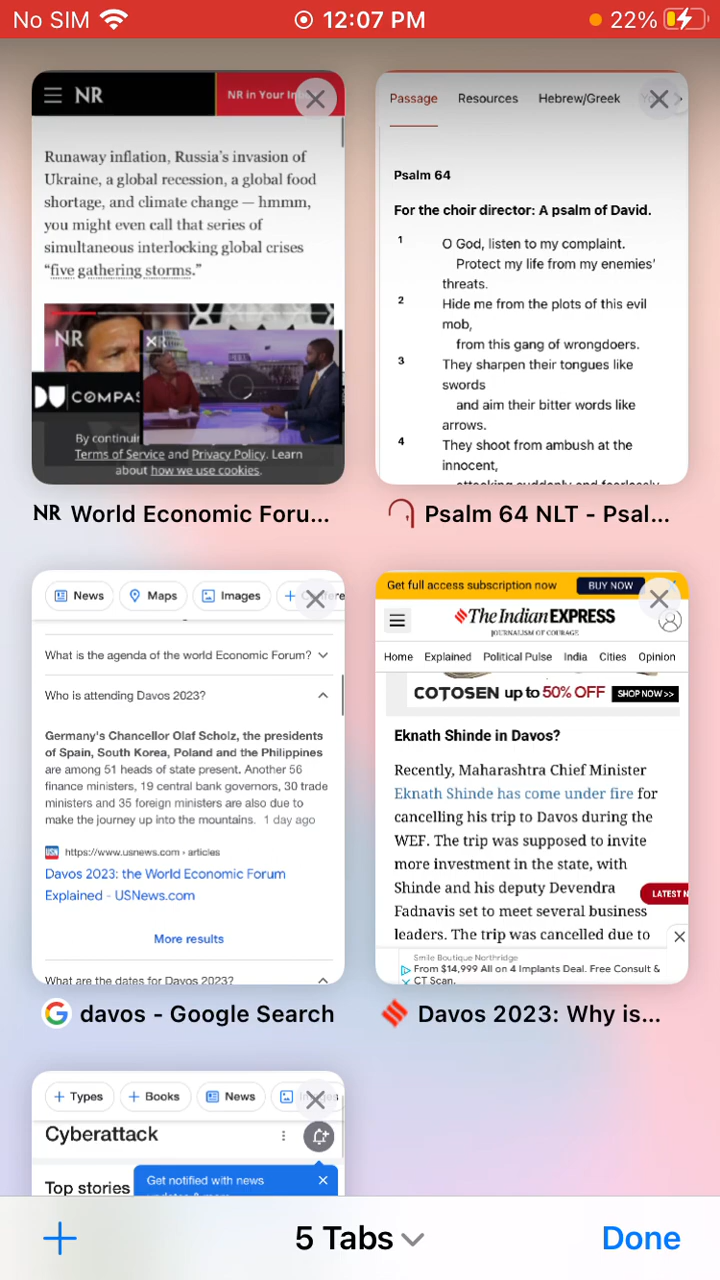 No SIM 12:07 PM 22%
NR NR in Your In
Runaway inflation, Russia's invasion of
Ukraine, a global recession, a global food
shortage, and climate change — hmmm,
you might even call that series of
simultaneous interlocking global crises
“five gathering storms.”
NR
COMPAS
By continuin
Terms of Service and Privacy Policy. Learn
about how we use cookies.
NR World Economic Foru...
Passage Resources Hebrew/Greek
Psalm 64
For the choir director: A psalm of David.
1 O God, listen to my complaint.
Protect my life from my enemies’
threats.
2 Hide me from the plots of this evil
mob,
from this gang of wrongdoers.
3 They sharpen their tongues like
swords
and aim their bitter words like
arrows.
4 They shoot from ambush at the
innocent,
attacking suddenly and fearlessly
Psalm 64 NLT - Psal...
News Maps Images
What is the agenda of the world Economic Forum?
Who is attending Davos 2023?
Germany's Chancellor Olaf Scholz, the presidents
of Spain, South Korea, Poland and the Philippines
are among 51 heads of state present. Another 56
finance ministers, 19 central bank governors, 30 trade
ministers and 35 foreign ministers are also due to
make the journey up into the mountains. 1 day ago
USN https://www.usnews.com › articles
Davos 2023: the World Economic Forum
Explained - USNews.com
More results
What are the dates for Davos 2023?
davos - Google Search
Get full access subscription now BUY NOW
The Indian EXPRESS
JOURNALISM OF COURAGE
Home Explained Political Pulse India Cities Opinion
COTOSEN up to 50% OFF SHOP NOW >>
Eknath Shinde in Davos?
Recently, Maharashtra Chief Minister
Eknath Shinde has come under fire for
cancelling his trip to Davos during the
WEF. The trip was supposed to invite
more investment in the state, with
Shinde and his deputy Devendra
LATEST N
Fadnavis set to meet several business
leaders. The trip was cancelled due to
Smile Boutique Northridge
From $14,999 All on 4 Implants Deal. Free Consult &
CT Scan.
Davos 2023: Why is...
+ Types + Books News
Cyberattack
Top stories
Get notified with news
updates & more
5 Tabs Done